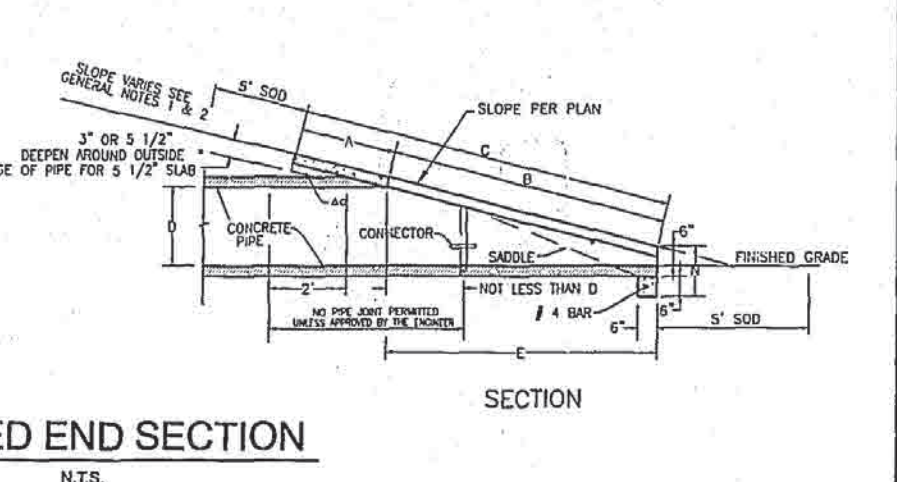 SLOPE VARIES SEE
GENERAL NOTES 1 & 2
5' SOD
SLOPE PER PLAN
3" OR 5 1/2"
DEEPEN AROUND OUTSIDE
GE OF PIPE FOR 5 1/2" SLAB
A
C
B
D
CONCRETE
PIPE
CONNECTOR
SADDLE
6"
FINISHED GRADE
N
2'
NOT LESS THAN D
NO PIPE JOINT PERMITTED
UNLESS APPROVED BY THE ENGINEER
4 BAR
6"
6"
5' SOD
E
SECTION
ED END SECTION
N.T.S.